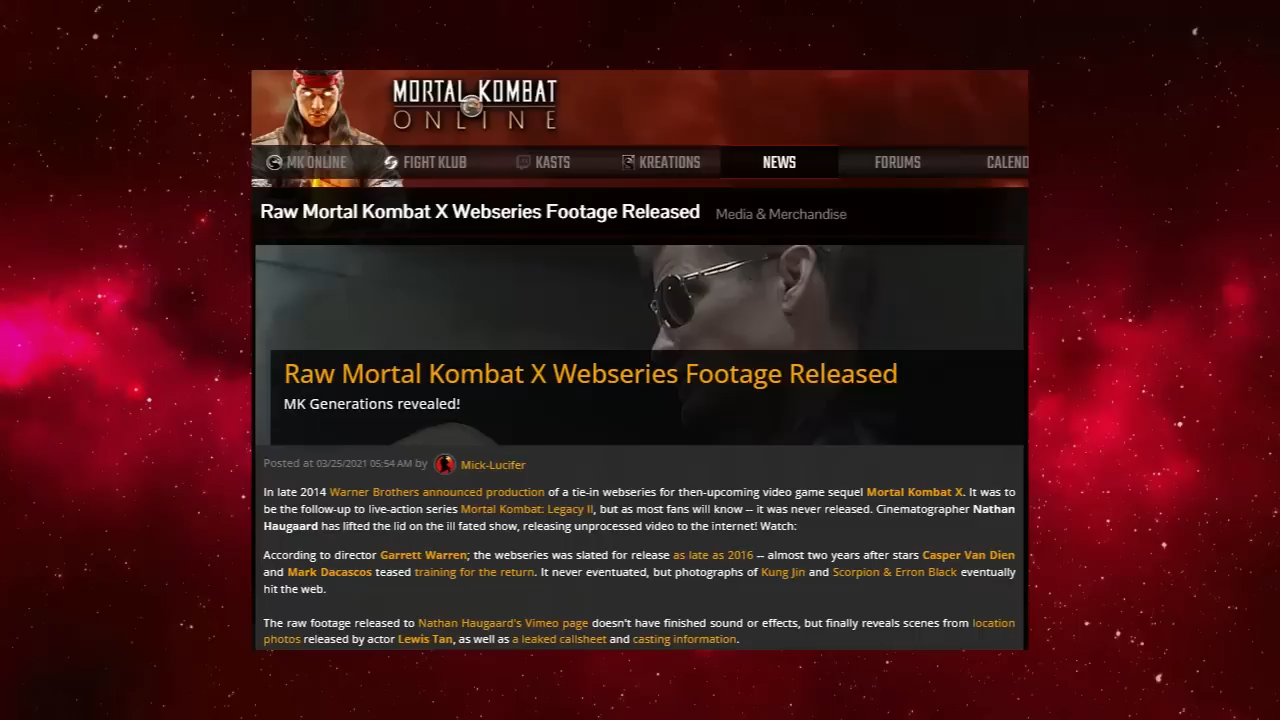 MORTAL KOMBAT
ONLINE
MK ONLINE FIGHT KLUB KASTS KREATIONS NEWS FORUMS CALEND
Raw Mortal Kombat X Webseries Footage Released Media & Merchandise
Raw Mortal Kombat X Webseries Footage Released
MK Generations revealed!
Posted at 03/25/2021 05:54 AM by Mick-Lucifer
In late 2014 Warner Brothers announced production of a tie-in webseries for then-upcoming video game sequel Mortal Kombat X. It was to
be the follow-up to live-action series Mortal Kombat: Legacy II, but as most fans will know -- it was never released. Cinematographer Nathan
Haugaard has lifted the lid on the ill fated show, releasing unprocessed video to the internet! Watch:
According to director Garrett Warren; the webseries was slated for release as late as 2016 -- almost two years after stars Casper Van Dien
and Mark Dacascos teased training for the return. It never eventuated, but photographs of Kung Jin and Scorpion & Erron Black eventually
hit the web.
The raw footage released to Nathan Haugaard's Vimeo page doesn't have finished sound or effects, but finally reveals scenes from location
photos released by actor Lewis Tan, as well as a leaked callsheet and casting information.